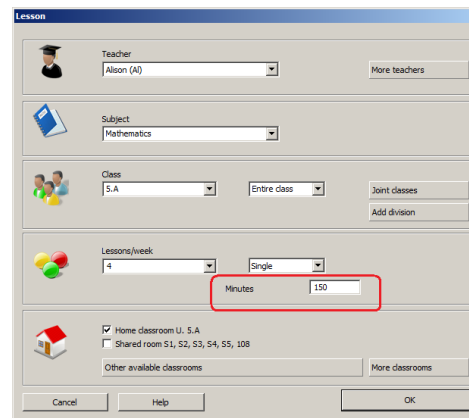 Lesson
Teacher
Alison (Al)
More teachers
Subject
Mathematics
Class
5.A
Entire class
Joint classes
Add division
Lessons/week
4
Single
Minutes
150
Home classroom U. 5.A
Shared room S1, S2, S3, S4, S5, 108
Other available classrooms
More classrooms
Cancel
Help
OK